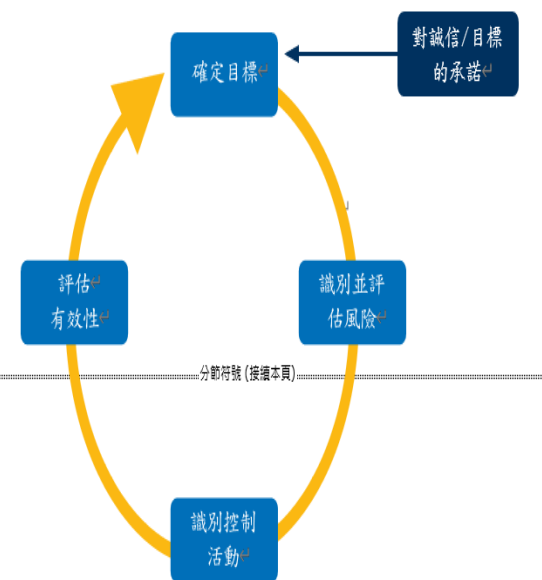 對誠信/目標
的承諾
確定目標
評估
有效性
識別並評
估風險
分節符號 (接續本頁)
識別控制
活動